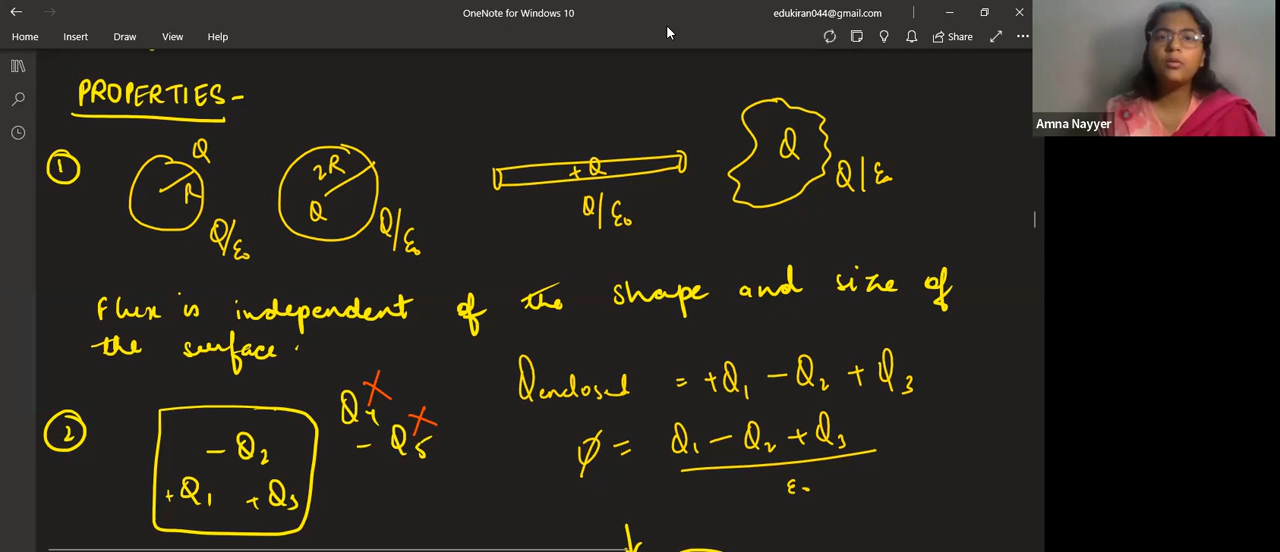 OneNote for Windows 10
edukiran044@gmail.com
Home Insert Draw View Help
Share
Amna Nayyer
PROPERTIES-
① Q R Q/ε₀ 2R Q Q/ε₀ +Q Q/ε₀ Q Q/ε₀
Flux is independent of the shape and size of
the surface.
② -Q₂
+Q₁ +Q₃
Q₄
-Q₅
Qenclosed = +Q₁ - Q₂ + Q₃
φ = Q₁ - Q₂ + Q₃
ε₀